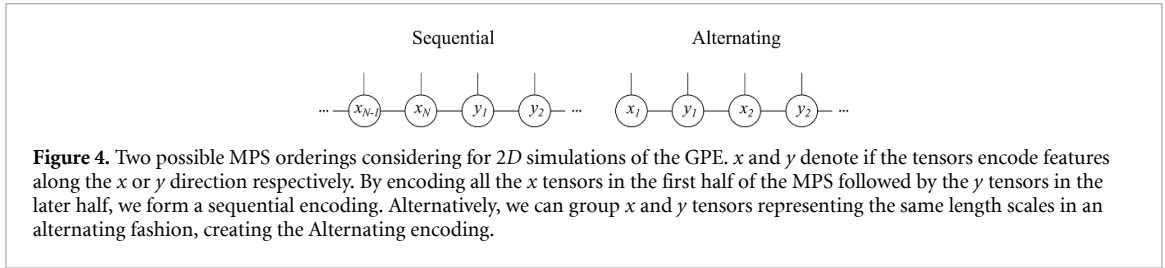 Sequential Alternating
... x_{N-1} x_N y_1 y_2 ... x_1 y_1 x_2 y_2 ...
Figure 4. Two possible MPS orderings considering for 2D simulations of the GPE. x and y denote if the tensors encode features
along the x or y direction respectively. By encoding all the x tensors in the first half of the MPS followed by the y tensors in the
later half, we form a sequential encoding. Alternatively, we can group x and y tensors representing the same length scales in an
alternating fashion, creating the Alternating encoding.